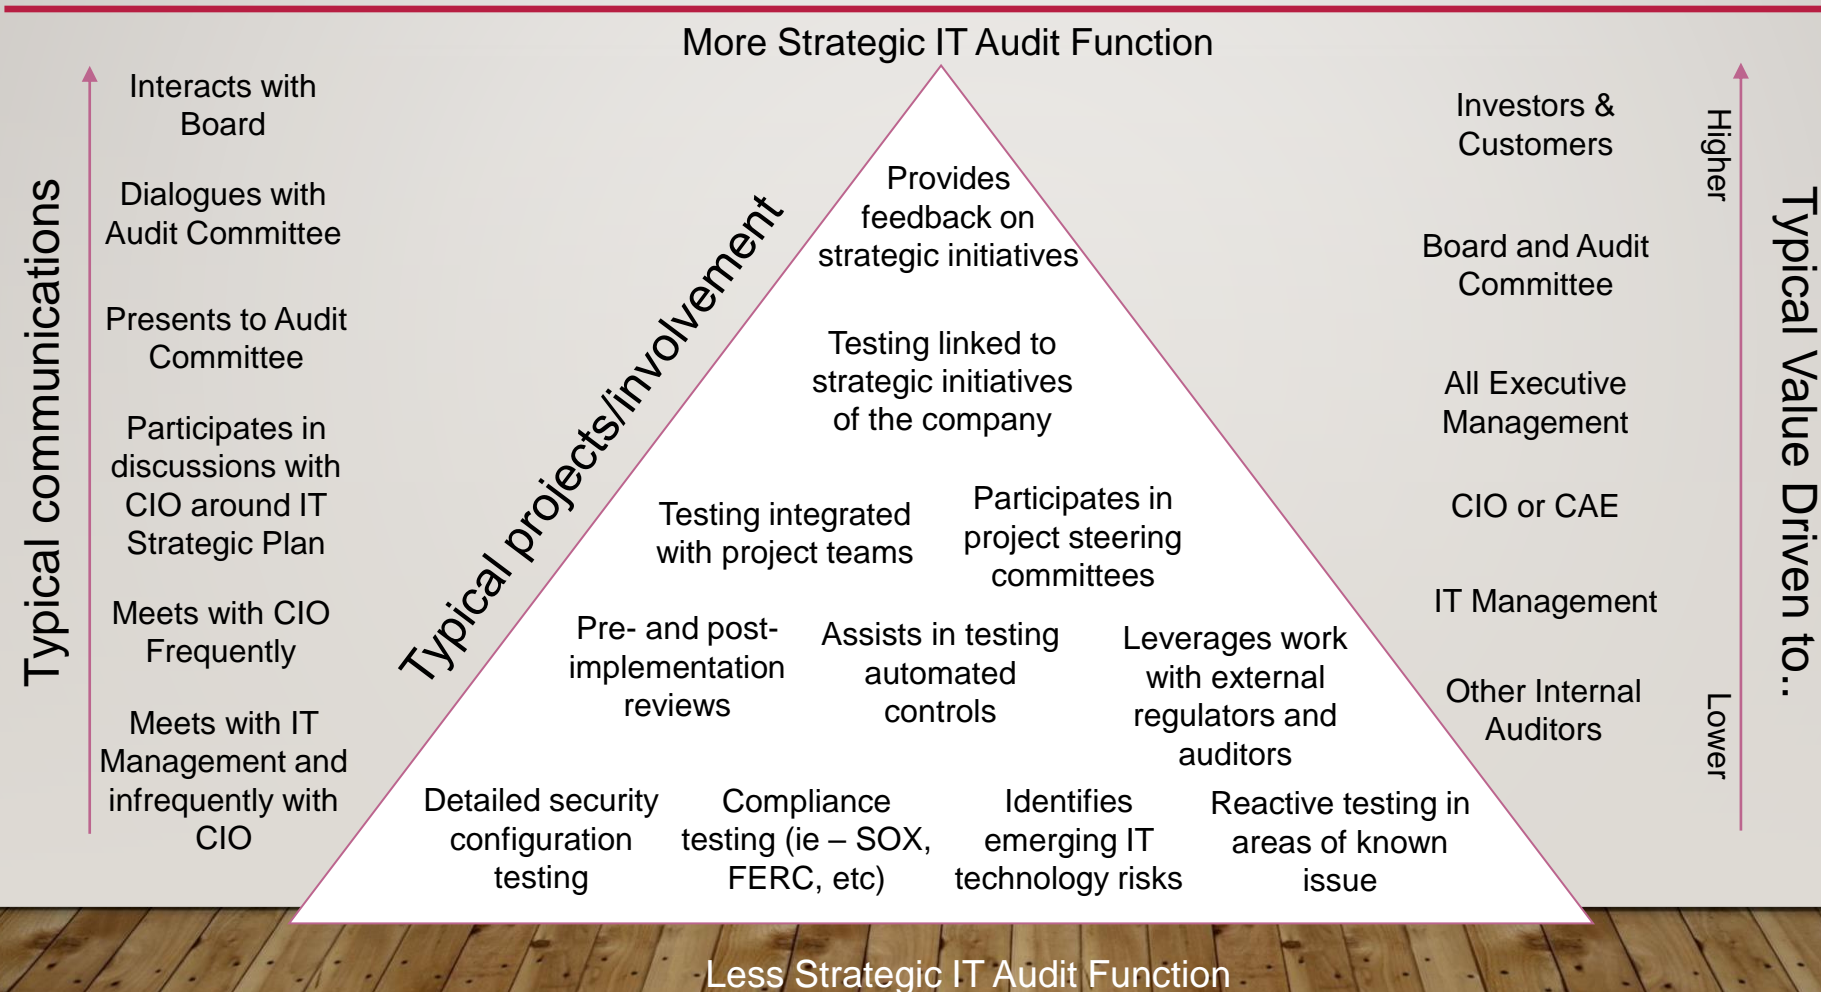 More Strategic IT Audit Function
Typical communications
Interacts with
Board
Dialogues with
Audit Committee
Presents to Audit
Committee
Participates in
discussions with
CIO around IT
Strategic Plan
Meets with CIO
Frequently
Meets with IT
Management and
infrequently with
CIO
Typical projects/involvement
Provides
feedback on
strategic initiatives
Testing linked to
strategic initiatives
of the company
Testing integrated
with project teams
Participates in
project steering
committees
Pre- and post-
implementation
reviews
Assists in testing
automated
controls
Leverages work
with external
regulators and
auditors
Detailed security
configuration
testing
Compliance
testing (ie – SOX,
FERC, etc)
Identifies
emerging IT
technology risks
Reactive testing in
areas of known
issue
Investors &
Customers
Board and Audit
Committee
All Executive
Management
CIO or CAE
IT Management
Other Internal
Auditors
Higher
Lower
Typical Value Driven to..
Less Strategic IT Audit Function